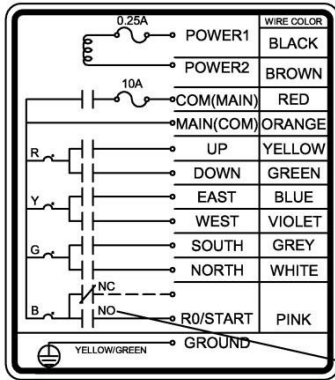 WIRE COLOR
0.25A POWER1 BLACK
POWER2 BROWN
10A COM(MAIN) RED
MAIN(COM) ORANGE
R UP YELLOW
DOWN GREEN
Y EAST BLUE
WEST VIOLET
G SOUTH GREY
NORTH WHITE
NC
B NO R0/START PINK
YELLOW/GREEN GROUND